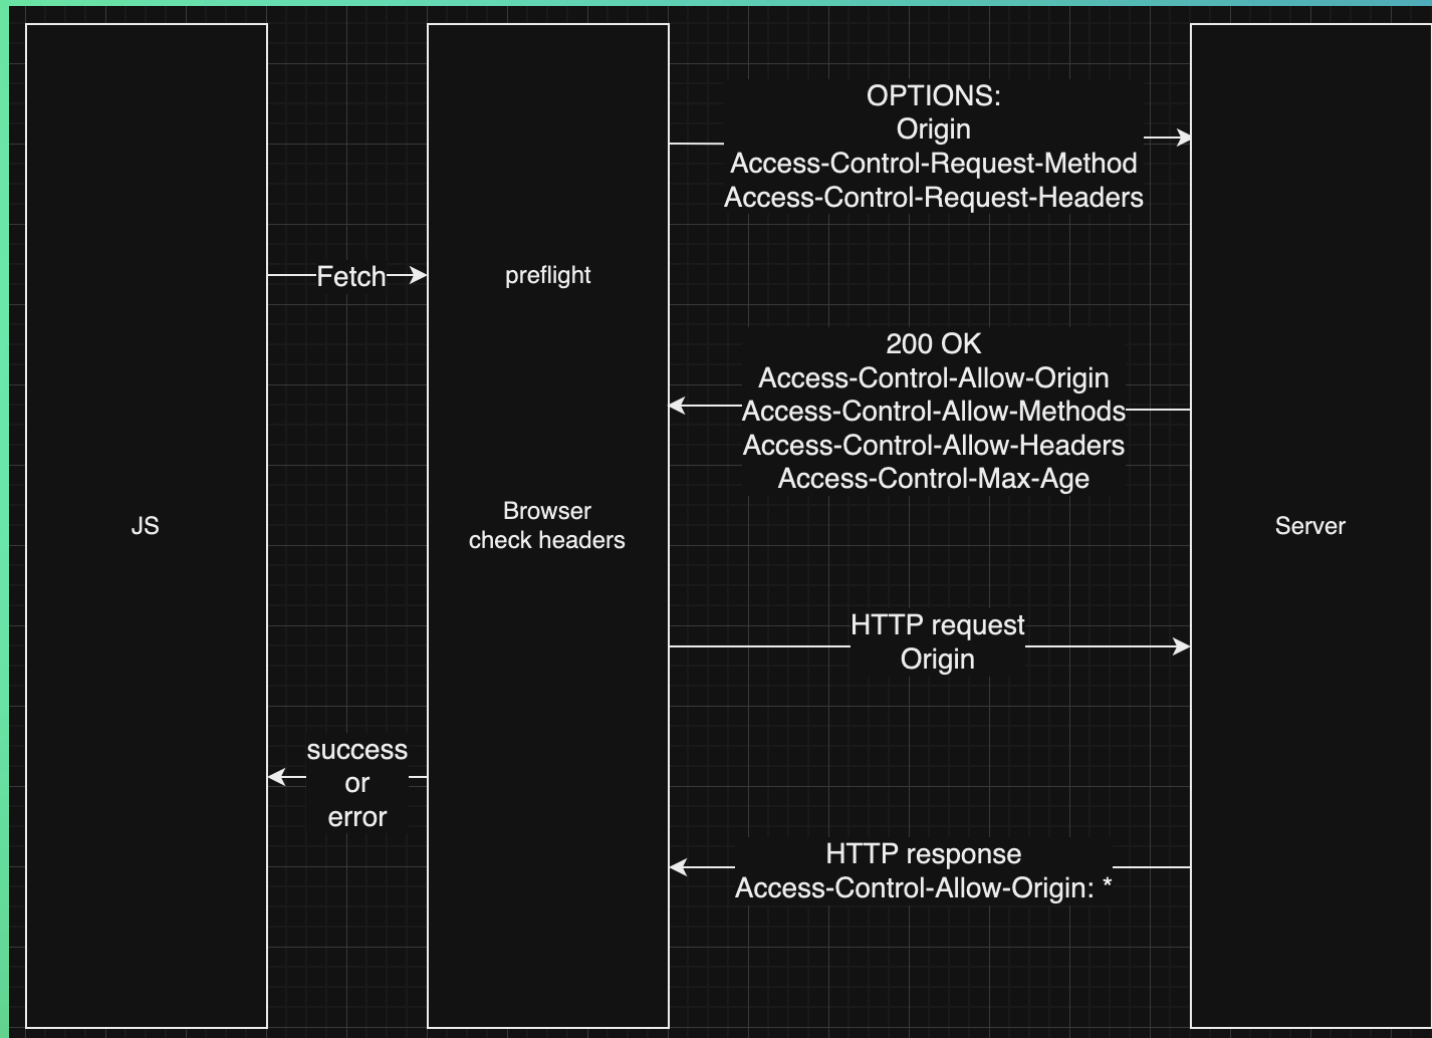 OPTIONS:
Origin
Access-Control-Request-Method
Access-Control-Request-Headers
Fetch
preflight
200 OK
Access-Control-Allow-Origin
Access-Control-Allow-Methods
Access-Control-Allow-Headers
Access-Control-Max-Age
JS
Browser
check headers
Server
HTTP request
Origin
success
or
error
HTTP response
Access-Control-Allow-Origin: *